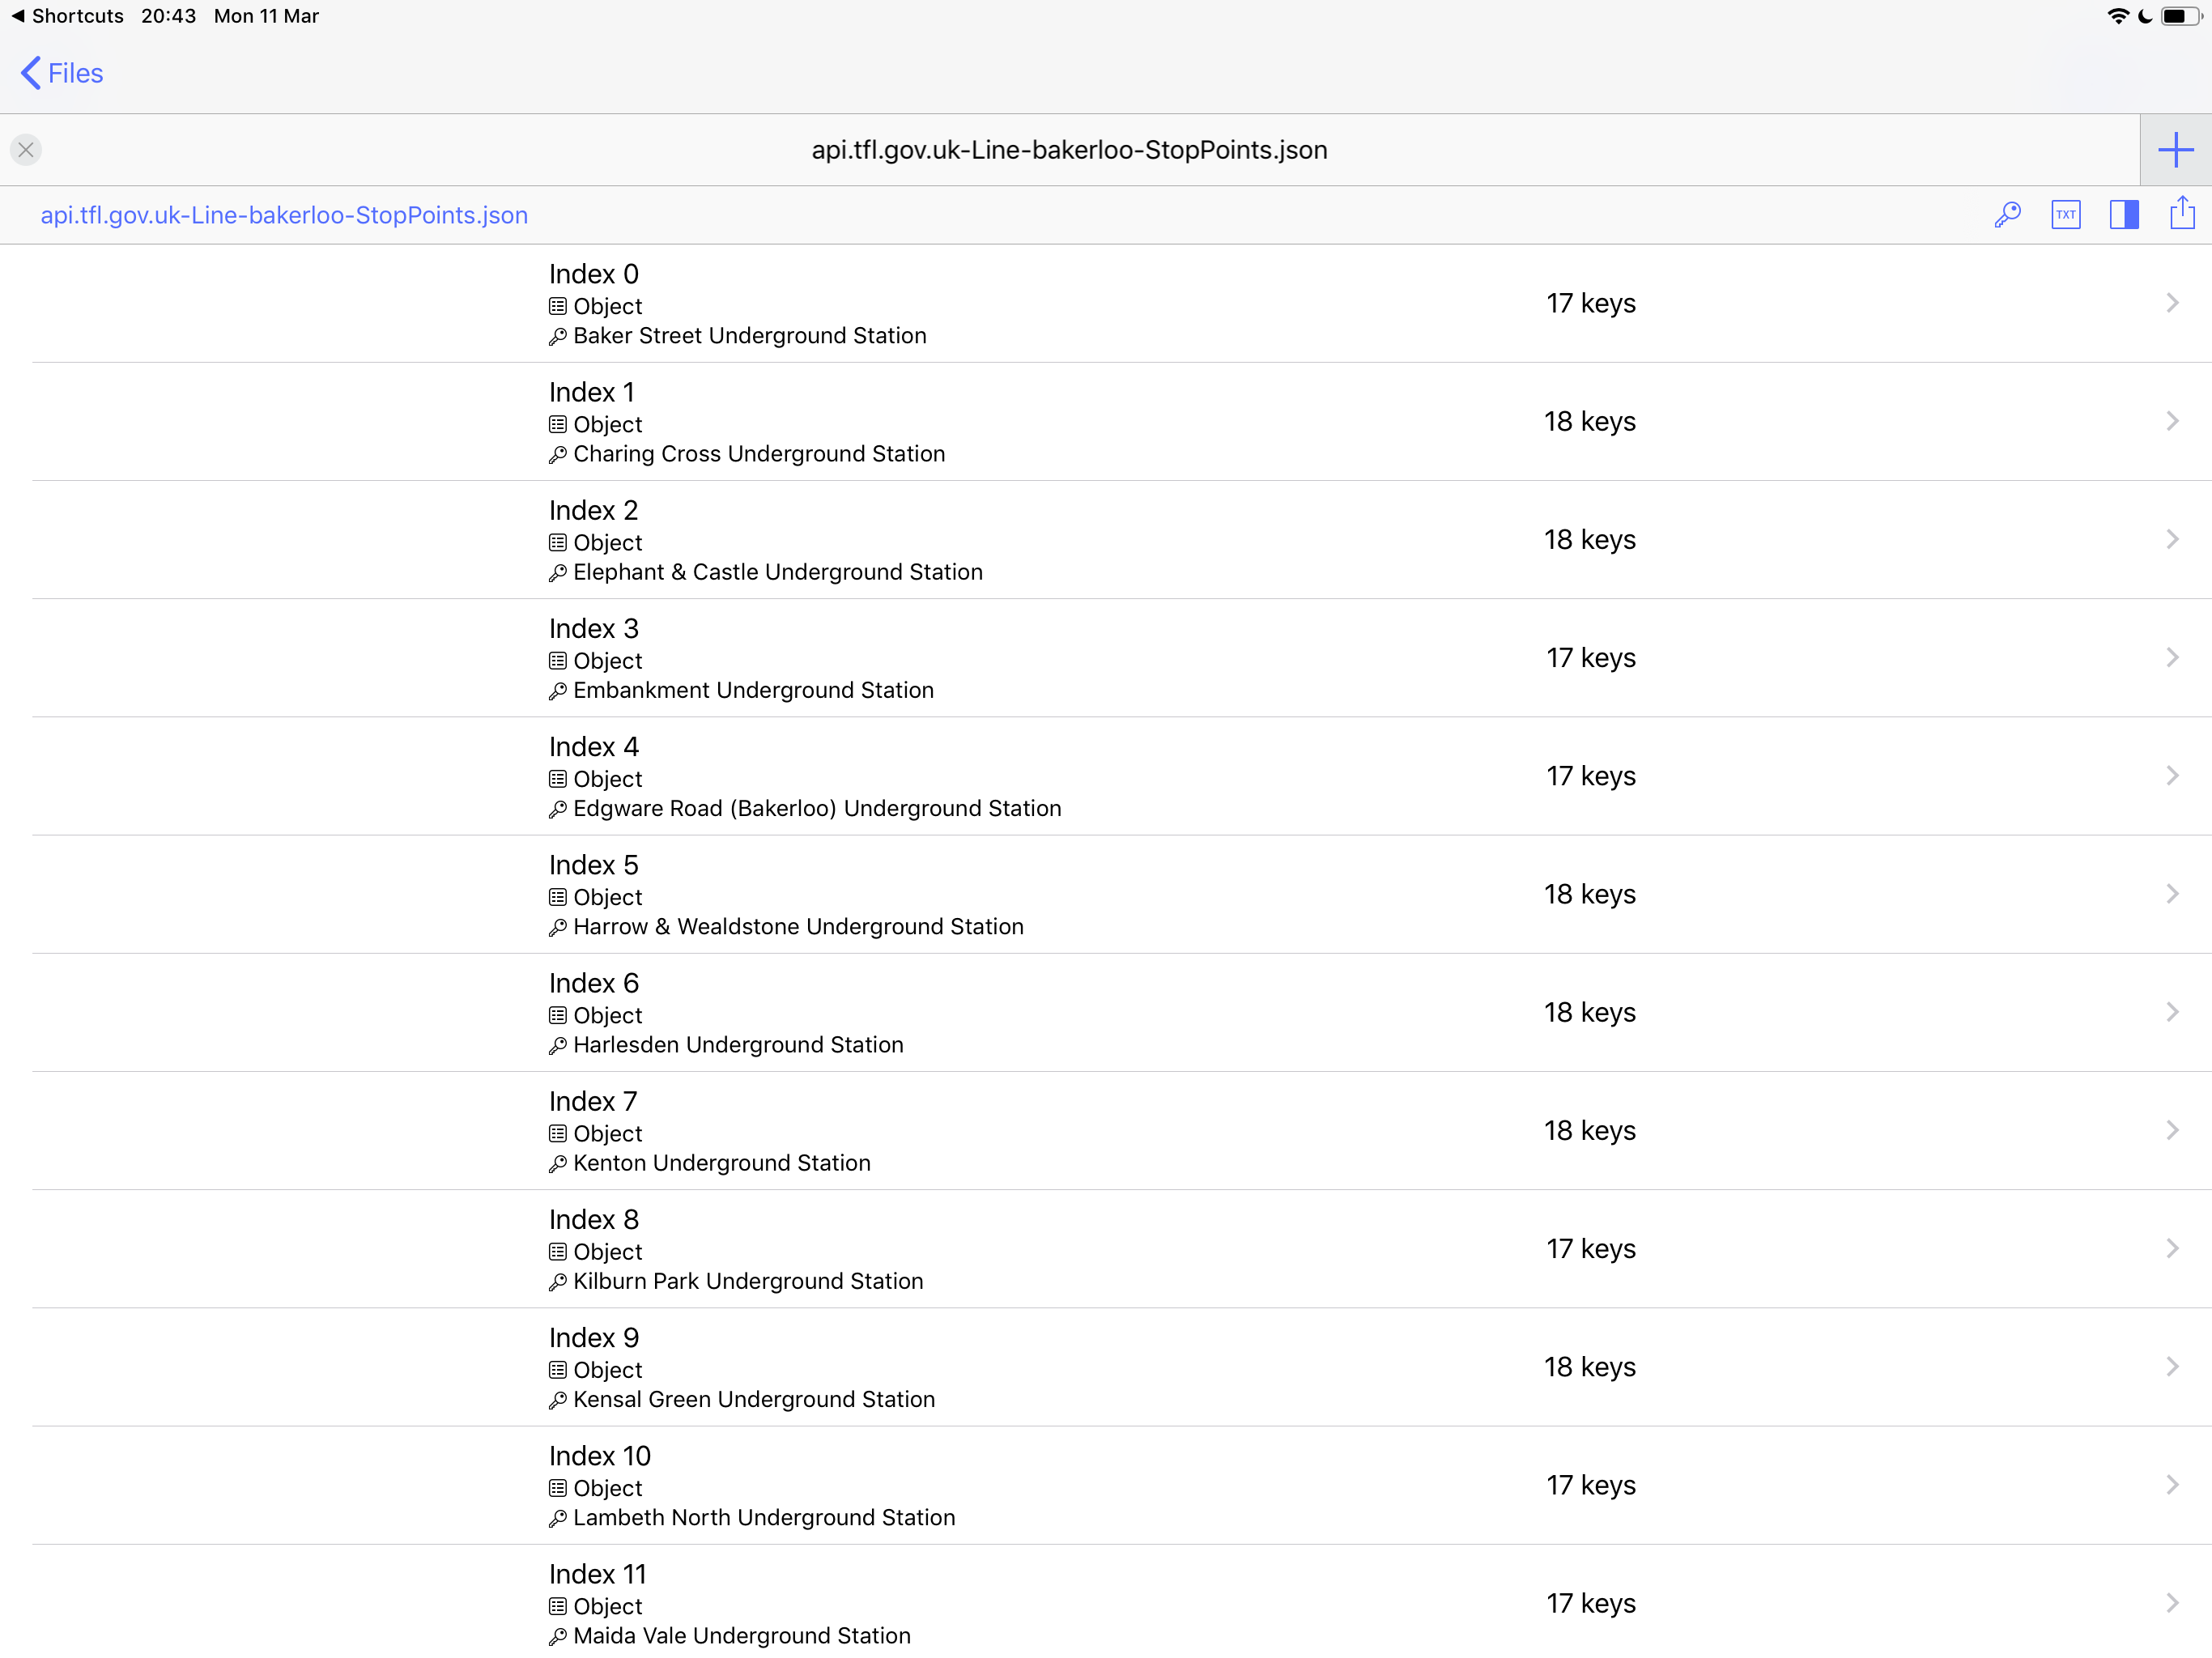 Shortcuts 20:43 Mon 11 Mar
Files
api.tfl.gov.uk-Line-bakerloo-StopPoints.json
api.tfl.gov.uk-Line-bakerloo-StopPoints.json
TXT
Index 0
Object
Baker Street Underground Station
17 keys
Index 1
Object
Charing Cross Underground Station
18 keys
Index 2
Object
Elephant & Castle Underground Station
18 keys
Index 3
Object
Embankment Underground Station
17 keys
Index 4
Object
Edgware Road (Bakerloo) Underground Station
17 keys
Index 5
Object
Harrow & Wealdstone Underground Station
18 keys
Index 6
Object
Harlesden Underground Station
18 keys
Index 7
Object
Kenton Underground Station
18 keys
Index 8
Object
Kilburn Park Underground Station
17 keys
Index 9
Object
Kensal Green Underground Station
18 keys
Index 10
Object
Lambeth North Underground Station
17 keys
Index 11
Object
Maida Vale Underground Station
17 keys